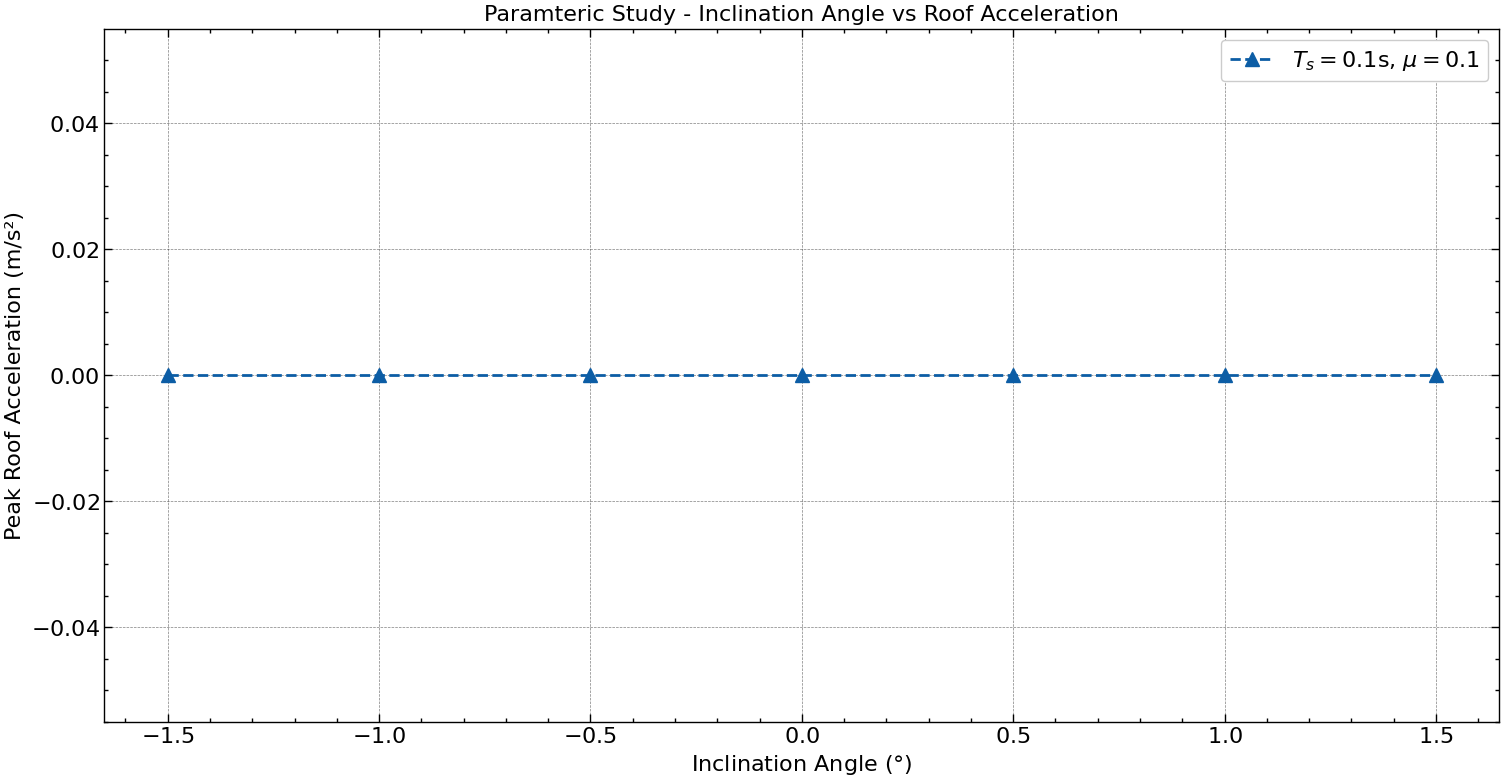 Paramteric Study - Inclination Angle vs Roof Acceleration
T_s = 0.1s, μ = 0.1
Peak Roof Acceleration (m/s²)
0.04
0.02
0.00
−0.02
−0.04
−1.5 −1.0 −0.5 0.0 0.5 1.0 1.5
Inclination Angle (°)